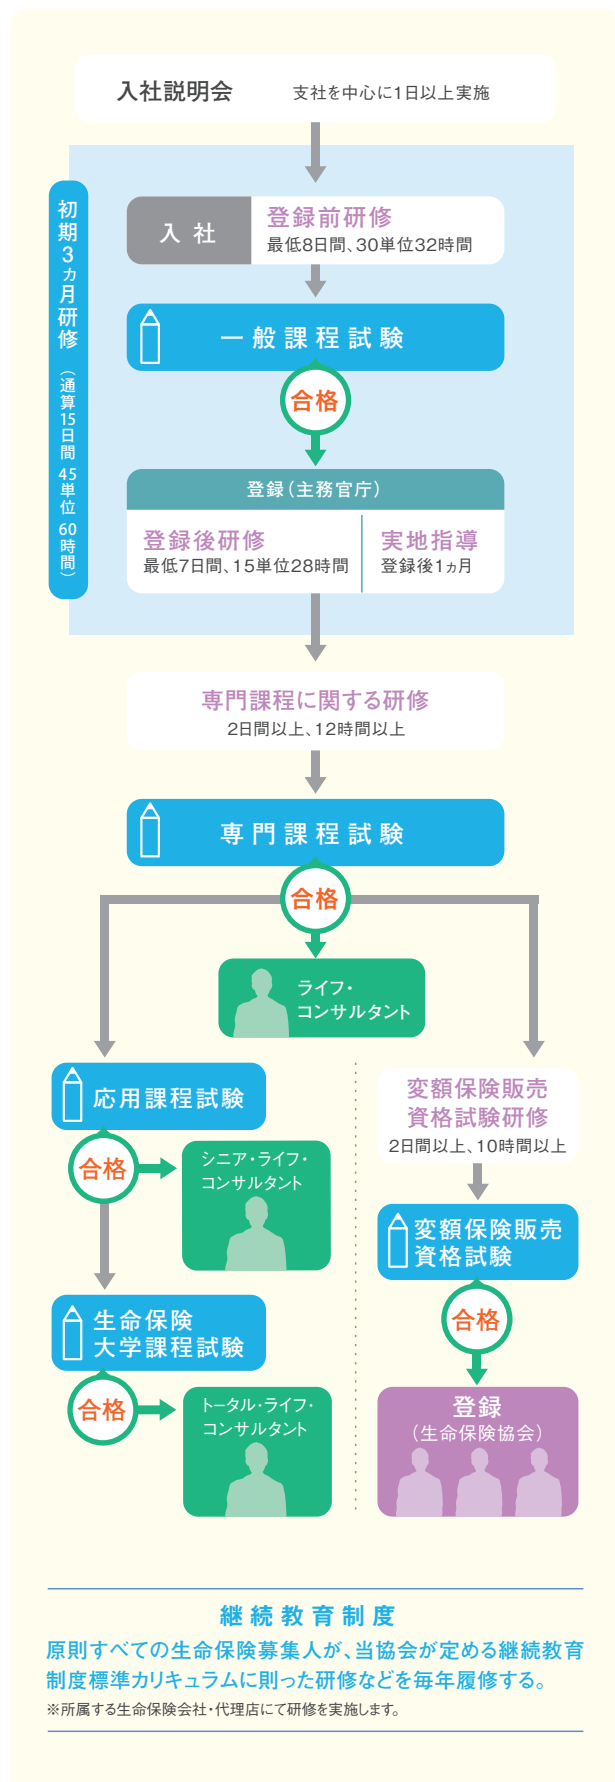 入社説明会 支社を中心に1日以上実施
初期3ヵ月研修（通算15日間 45単位 60時間）
入社
登録前研修
最低8日間、30単位32時間
一般課程試験
合格
登録（主務官庁）
登録後研修
最低7日間、15単位28時間
実地指導
登録後1ヵ月
専門課程に関する研修
2日間以上、12時間以上
専門課程試験
合格
ライフ・
コンサルタント
応用課程試験
合格
シニア・ライフ・
コンサルタント
生命保険
大学課程試験
合格
トータル・ライフ・
コンサルタント
変額保険販売
資格試験研修
2日間以上、10時間以上
変額保険販売
資格試験
合格
登録
（生命保険協会）
継続教育制度
原則すべての生命保険募集人が、当協会が定める継続教育
制度標準カリキュラムに則った研修などを毎年履修する。
※所属する生命保険会社・代理店にて研修を実施します。